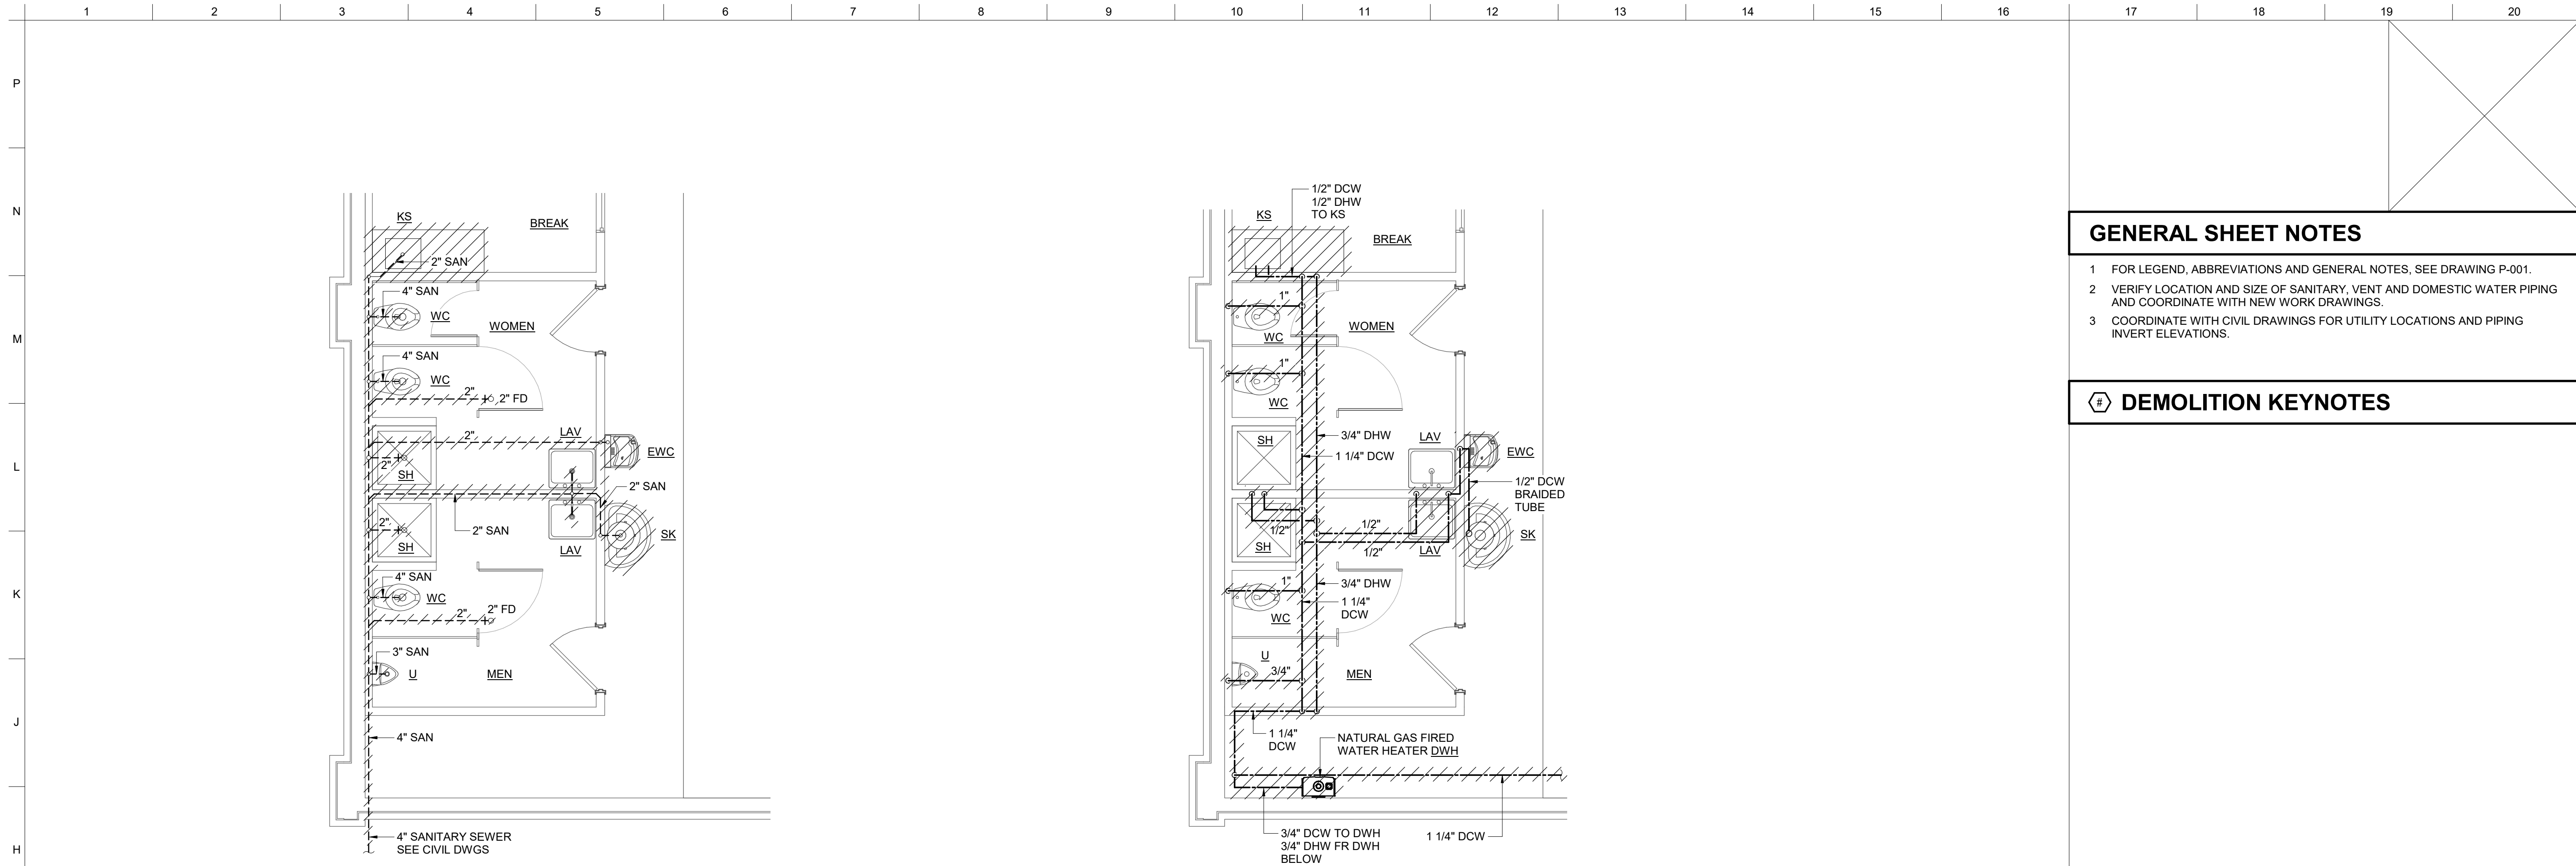 1 2 3 4 5 6 7 8 9 10 11 12 13 14 15 16 17 18 19 20
P
N
M
L
K
J
H
KS
BREAK
2" SAN
4" SAN
WC
WOMEN
4" SAN
WC
2"
2" FD
LAV
2"
EWC
2"
SH
2" SAN
2"
2" SAN
SK
SH
LAV
4" SAN
WC
2" FD
2"
3" SAN
U
MEN
4" SAN
4" SANITARY SEWER
SEE CIVIL DWGS
1/2" DCW
1/2" DHW
TO KS
KS
BREAK
1"
WOMEN
WC
1"
WC
3/4" DHW
LAV
SH
1 1/4" DCW
EWC
1/2" DCW
BRAIDED
TUBE
1/2"
1/2"
SK
SH
1/2"
LAV
1"
3/4" DHW
1 1/4"
DCW
WC
U
3/4"
MEN
1 1/4"
DCW
NATURAL GAS FIRED
WATER HEATER DWH
3/4" DCW TO DWH
3/4" DHW FR DWH
BELOW
1 1/4" DCW
GENERAL SHEET NOTES
1 FOR LEGEND, ABBREVIATIONS AND GENERAL NOTES, SEE DRAWING P-001.
2 VERIFY LOCATION AND SIZE OF SANITARY, VENT AND DOMESTIC WATER PIPING
AND COORDINATE WITH NEW WORK DRAWINGS.
3 COORDINATE WITH CIVIL DRAWINGS FOR UTILITY LOCATIONS AND PIPING
INVERT ELEVATIONS.
# DEMOLITION KEYNOTES